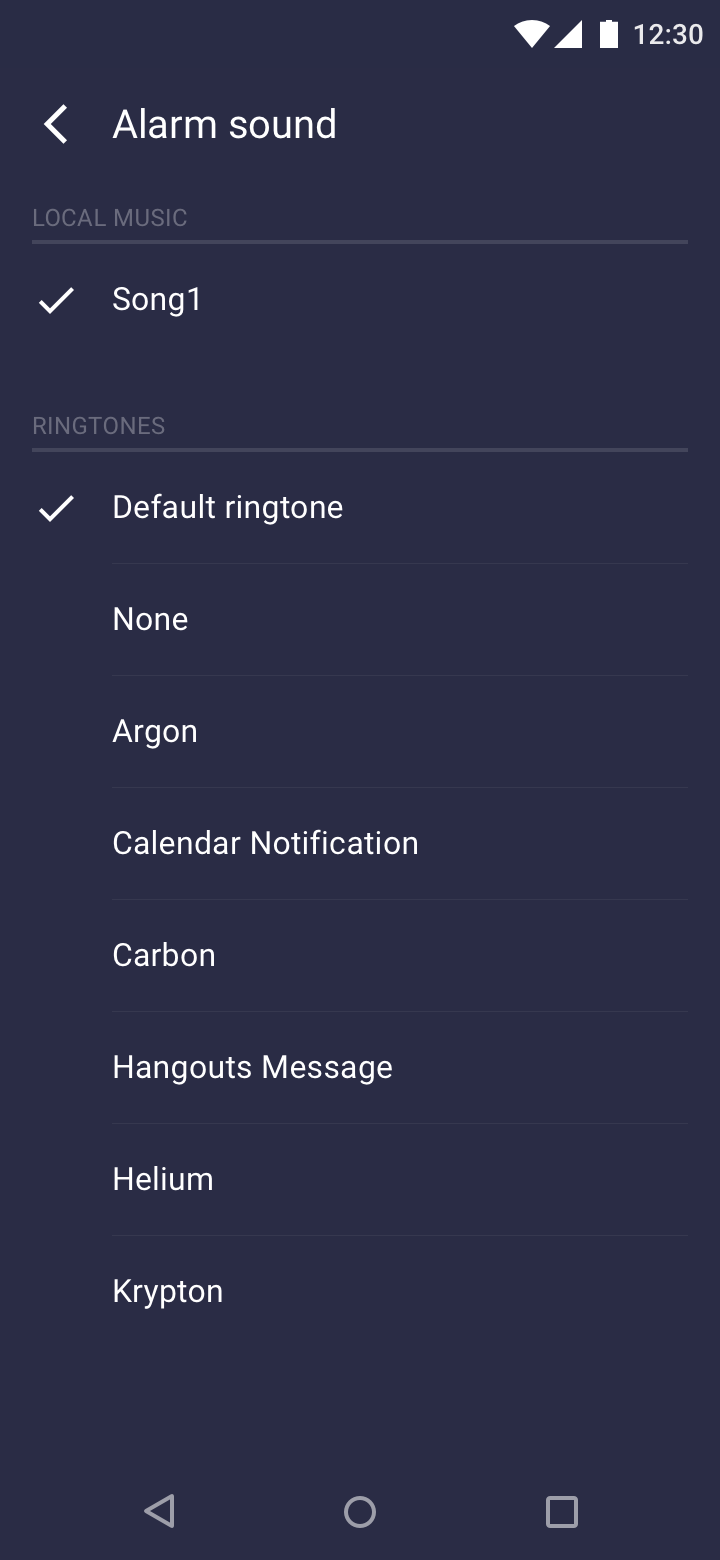 12:30
Alarm sound
LOCAL MUSIC
Song1
RINGTONES
Default ringtone
None
Argon
Calendar Notification
Carbon
Hangouts Message
Helium
Krypton